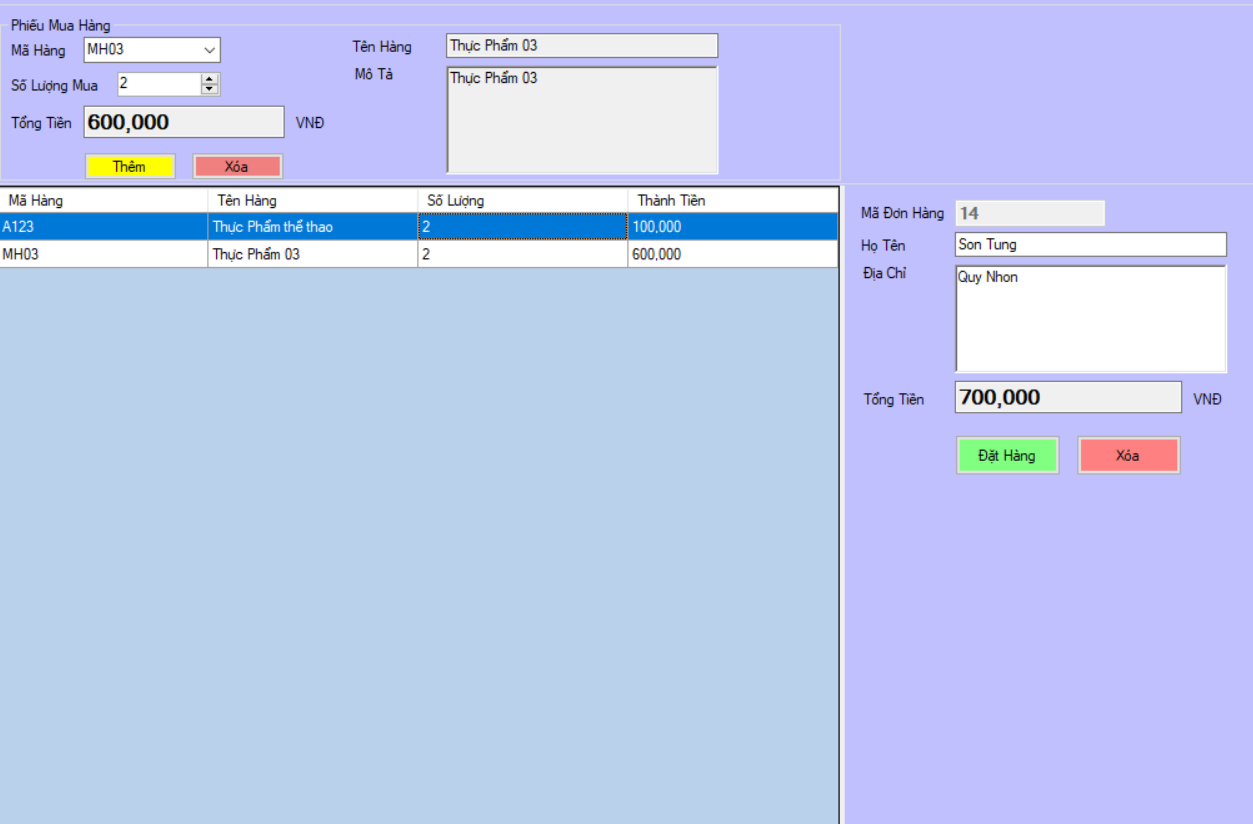 Phiếu Mua Hàng
Mã Hàng MH03
Tên Hàng Thực Phẩm 03
Số Lượng Mua 2
Mô Tả Thực Phẩm 03
Tổng Tiền 600,000 VNĐ
Thêm Xóa
Mã Hàng Tên Hàng Số Lượng Thành Tiền
A123 Thực Phẩm thể thao 2 100,000
MH03 Thực Phẩm 03 2 600,000
Mã Đơn Hàng 14
Họ Tên Son Tung
Địa Chỉ Quy Nhon
Tổng Tiền 700,000 VNĐ
Đặt Hàng Xóa